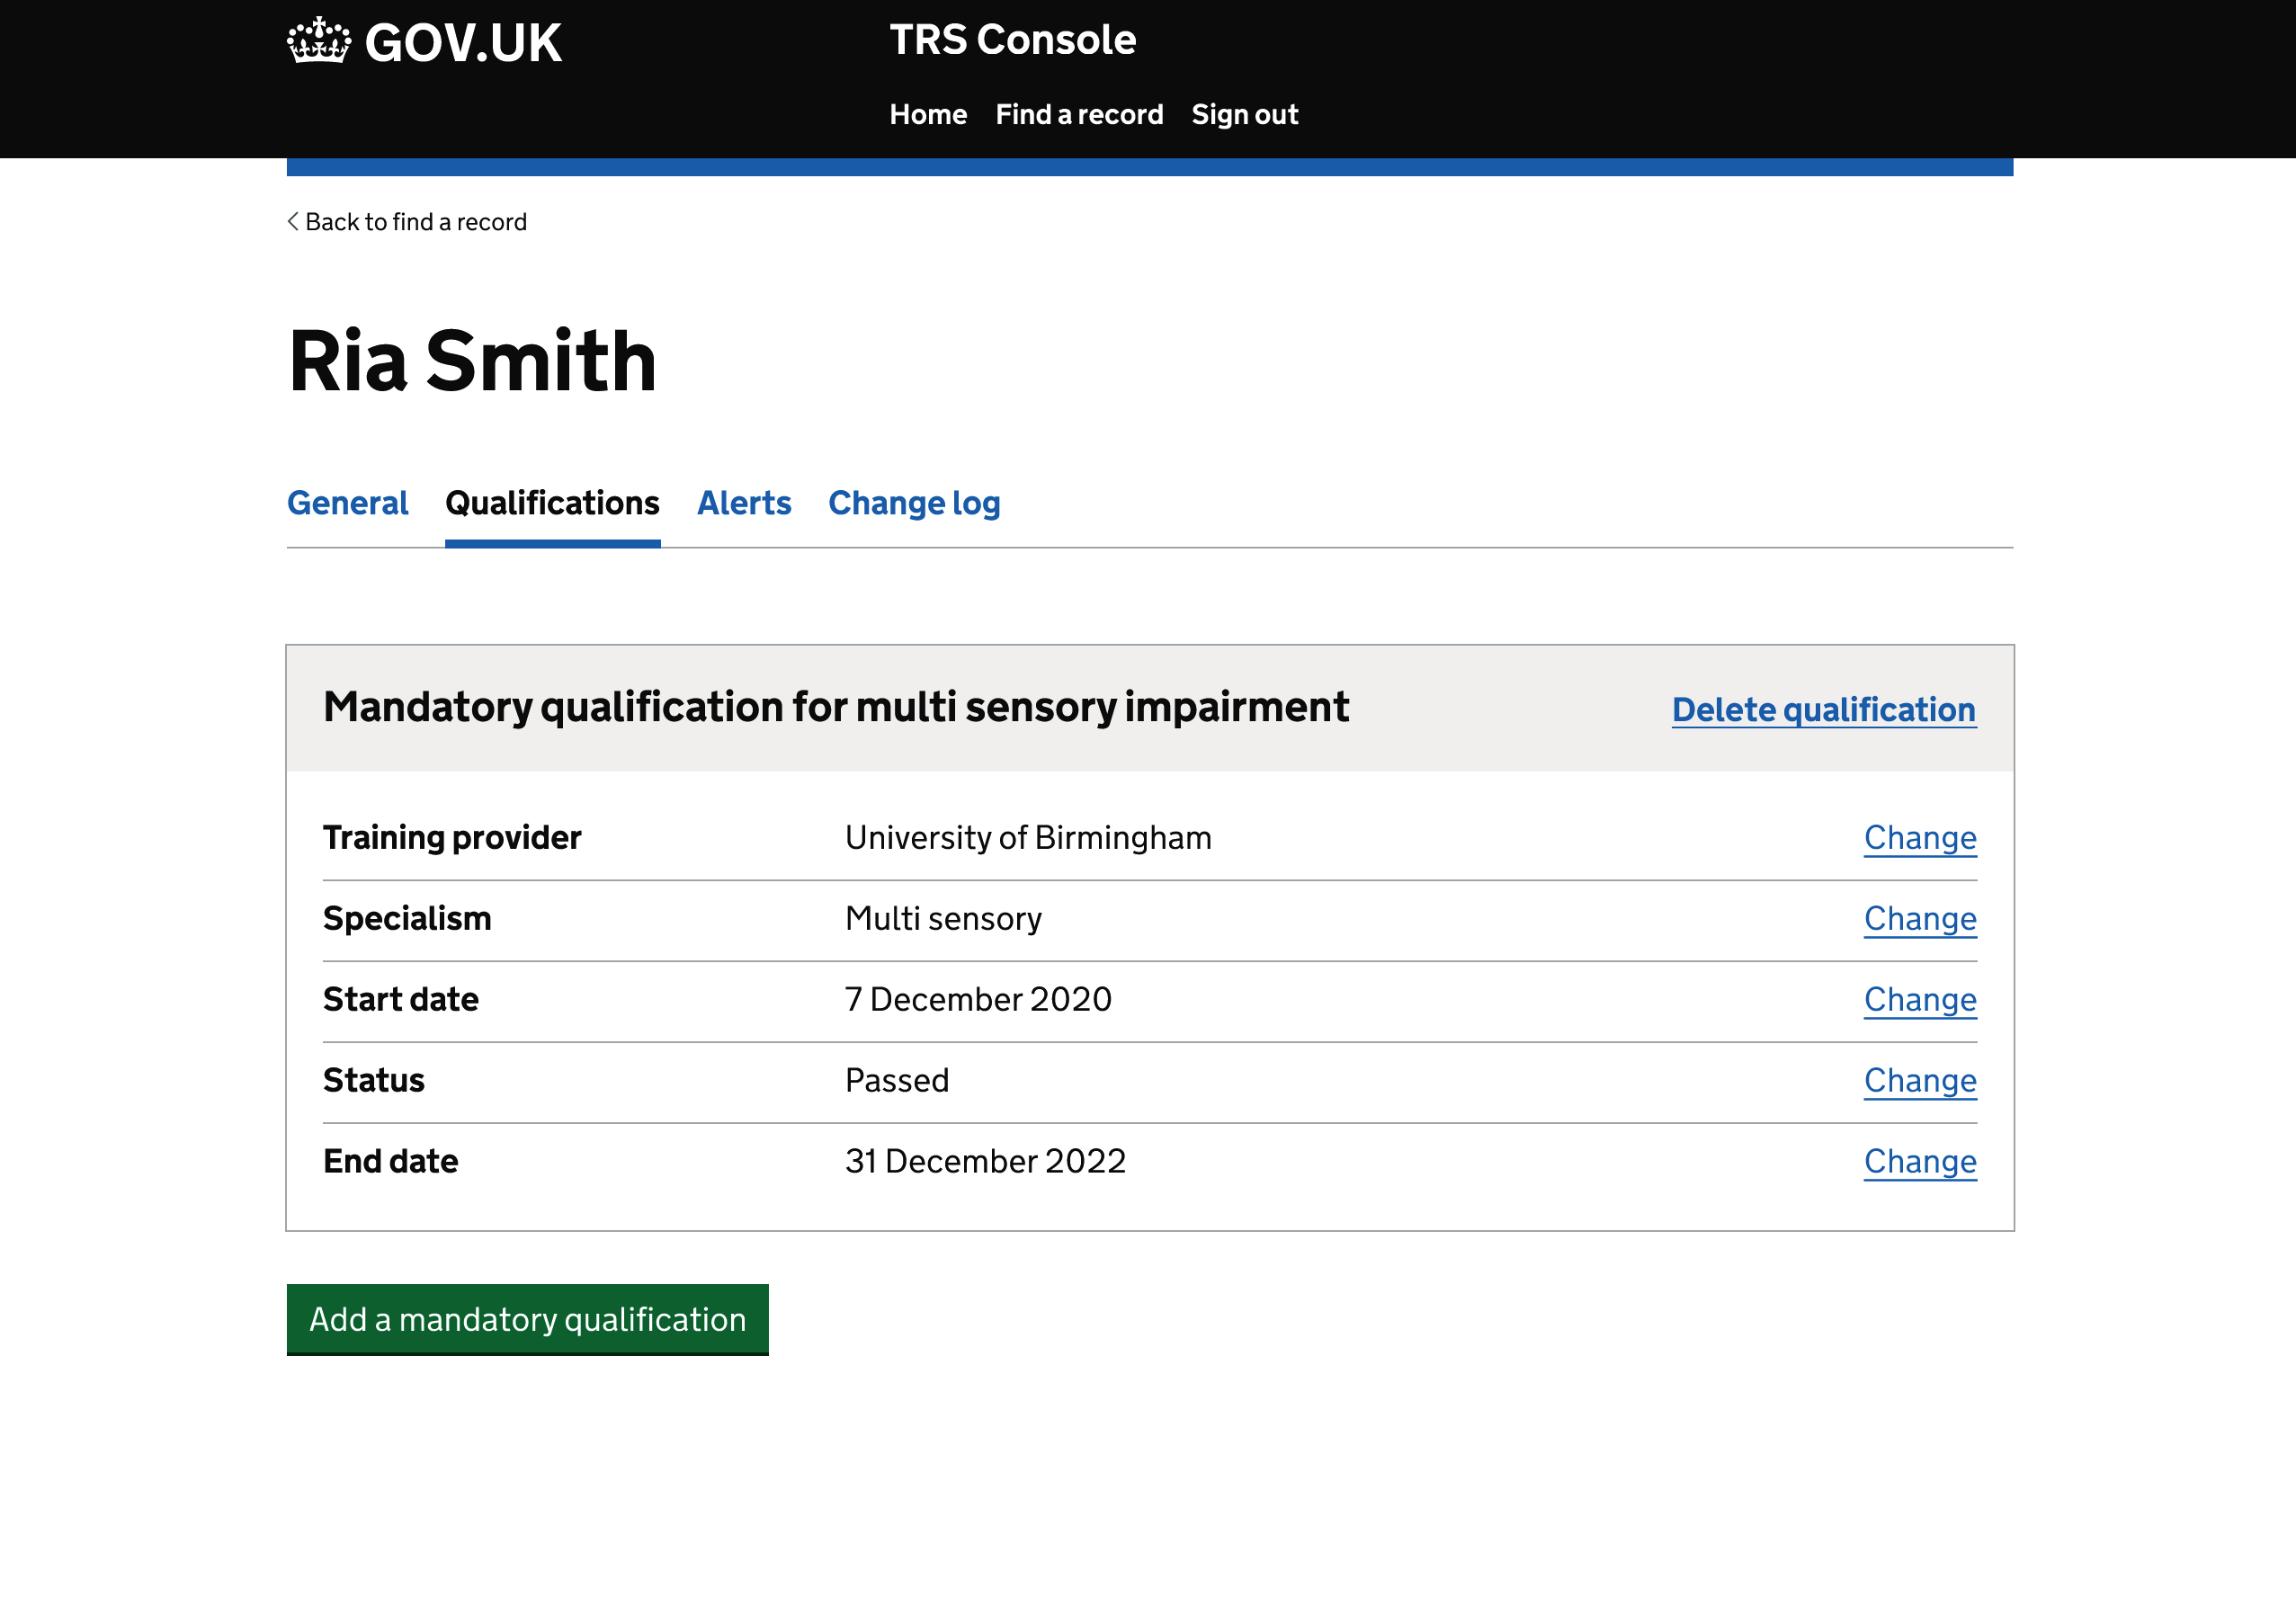 GOV.UK
TRS Console
Home Find a record Sign out
Back to find a record
Ria Smith
General Qualifications Alerts Change log
Mandatory qualification for multi sensory impairment Delete qualification
Training provider University of Birmingham Change
Specialism Multi sensory Change
Start date 7 December 2020 Change
Status Passed Change
End date 31 December 2022 Change
Add a mandatory qualification